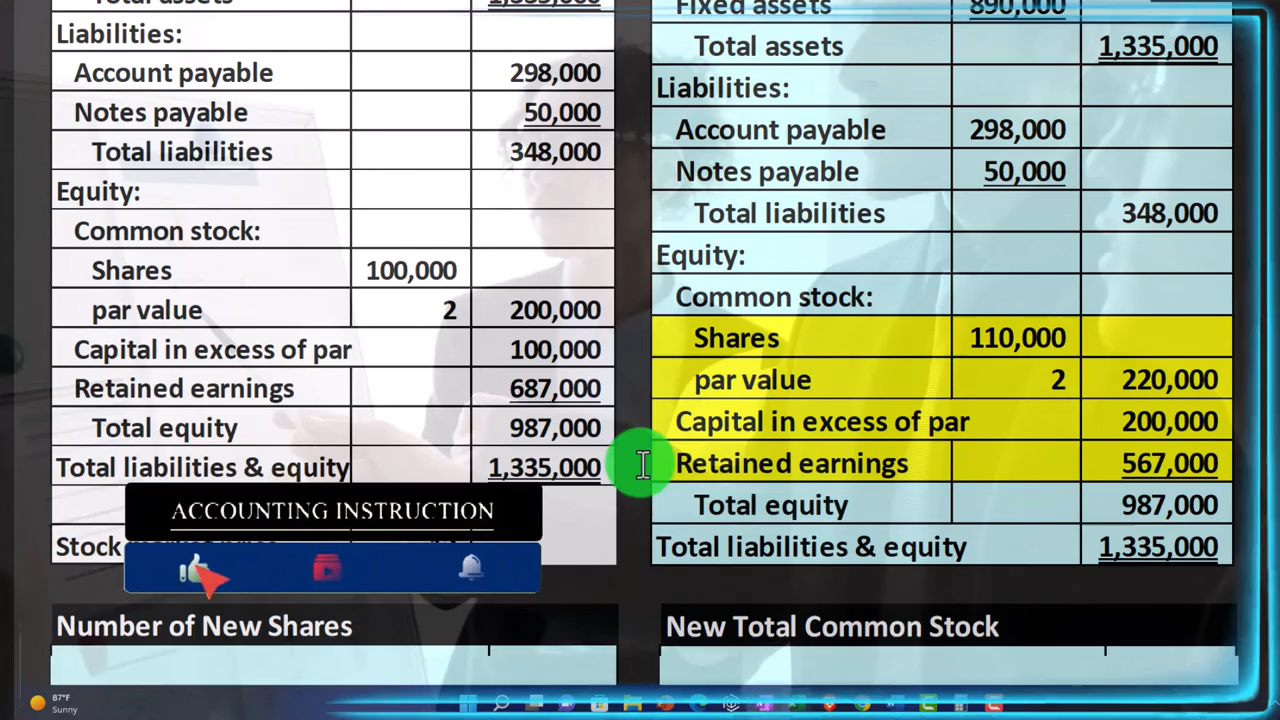 Total assets 1,335,000
Liabilities:
Account payable 298,000
Notes payable 50,000
Total liabilities 348,000
Equity:
Common stock:
Shares 100,000
par value 2 200,000
Capital in excess of par 100,000
Retained earnings 687,000
Total equity 987,000
Total liabilities & equity 1,335,000
Stock
ACCOUNTING INSTRUCTION
Fixed assets 890,000
Total assets 1,335,000
Liabilities:
Account payable 298,000
Notes payable 50,000
Total liabilities 348,000
Equity:
Common stock:
Shares 110,000
par value 2 220,000
Capital in excess of par 200,000
Retained earnings 567,000
Total equity 987,000
Total liabilities & equity 1,335,000
Number of New Shares
New Total Common Stock
87°F
Sunny